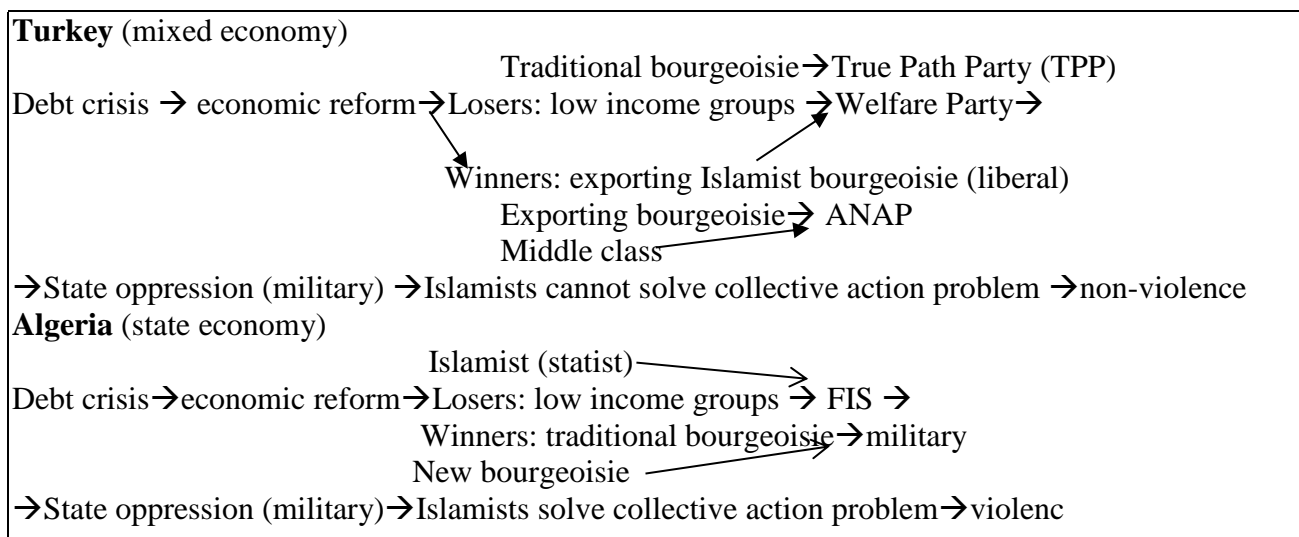 Turkey (mixed economy)
Traditional bourgeoisie→True Path Party (TPP)
Debt crisis → economic reform→Losers: low income groups →Welfare Party→
Winners: exporting Islamist bourgeoisie (liberal)
Exporting bourgeoisie→ ANAP
Middle class
→State oppression (military) →Islamists cannot solve collective action problem →non-violence
Algeria (state economy)
Islamist (statist)
Debt crisis→economic reform→Losers: low income groups → FIS →
Winners: traditional bourgeoisie→military
New bourgeoisie
→State oppression (military)→Islamists solve collective action problem→violenc